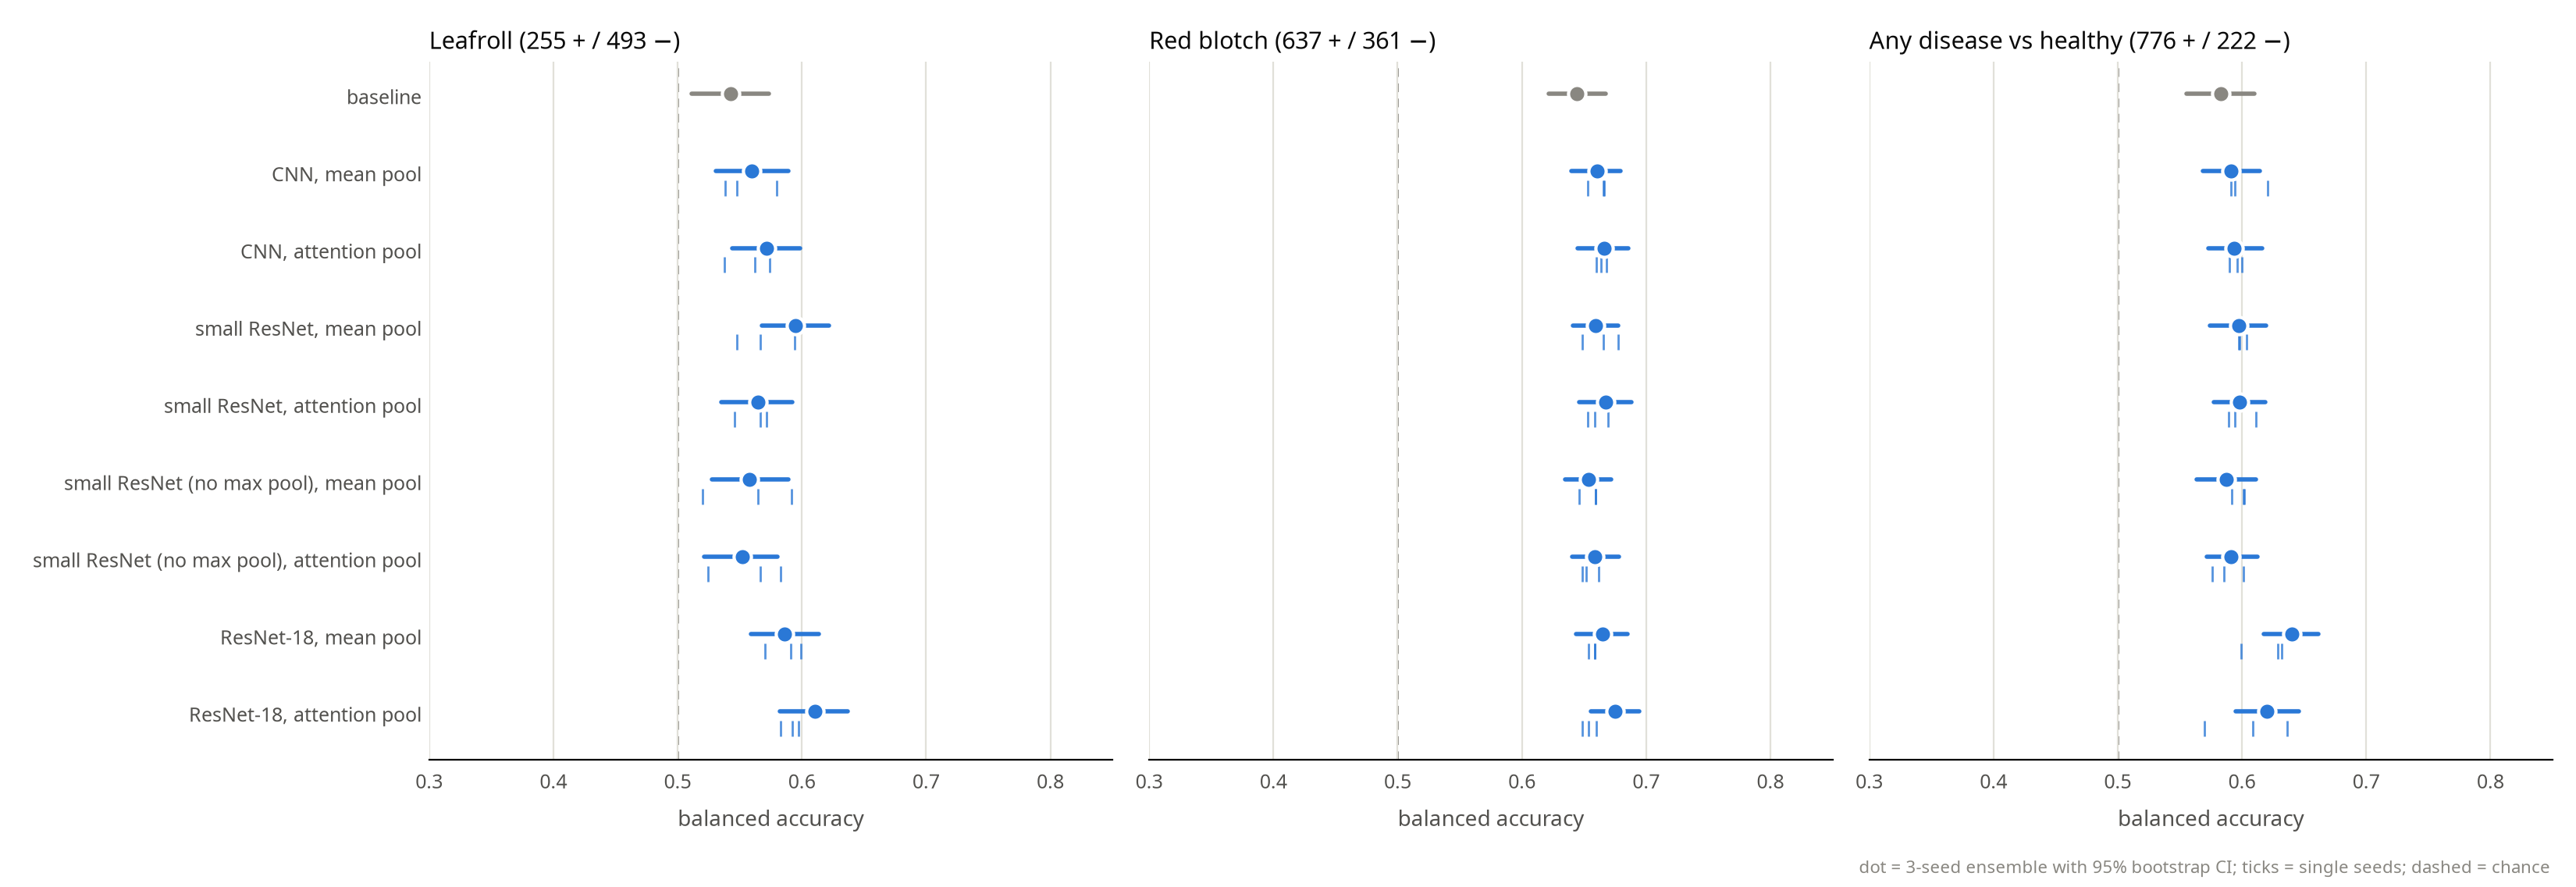 Leafroll (255 + / 493 −)
Red blotch (637 + / 361 −)
Any disease vs healthy (776 + / 222 −)
baseline
CNN, mean pool
CNN, attention pool
small ResNet, mean pool
small ResNet, attention pool
small ResNet (no max pool), mean pool
small ResNet (no max pool), attention pool
ResNet-18, mean pool
ResNet-18, attention pool
0.3 0.4 0.5 0.6 0.7 0.8
0.3 0.4 0.5 0.6 0.7 0.8
0.3 0.4 0.5 0.6 0.7 0.8
balanced accuracy
balanced accuracy
balanced accuracy
dot = 3-seed ensemble with 95% bootstrap CI; ticks = single seeds; dashed = chance